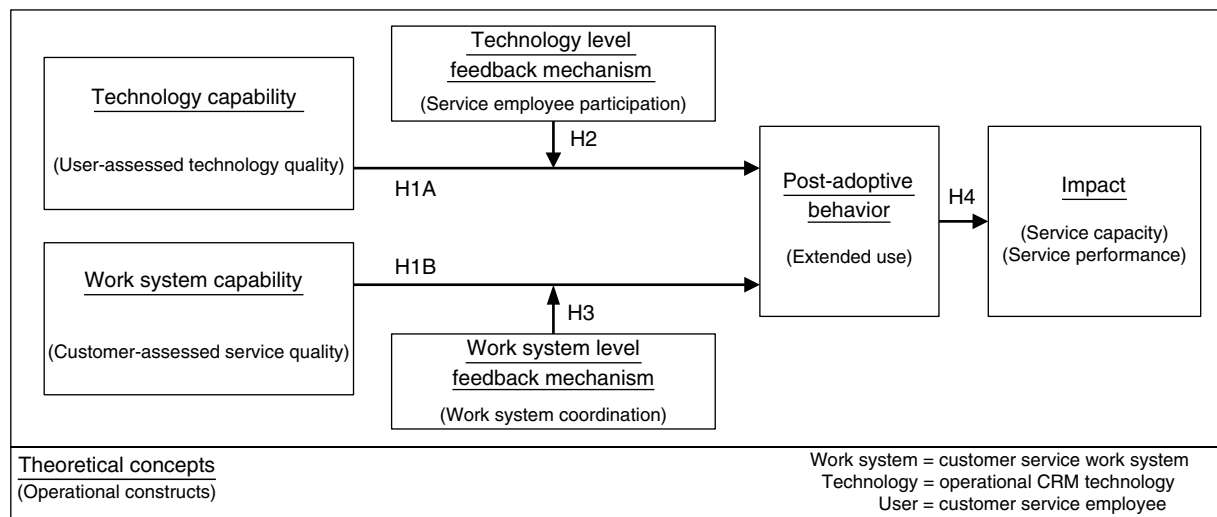 Technology level
feedback mechanism
(Service employee participation)
Technology capability
(User-assessed technology quality)
H2
H1A
Post-adoptive
behavior
(Extended use)
H4
Impact
(Service capacity)
(Service performance)
H1B
Work system capability
(Customer-assessed service quality)
H3
Work system level
feedback mechanism
(Work system coordination)
Theoretical concepts
(Operational constructs)
Work system = customer service work system
Technology = operational CRM technology
User = customer service employee